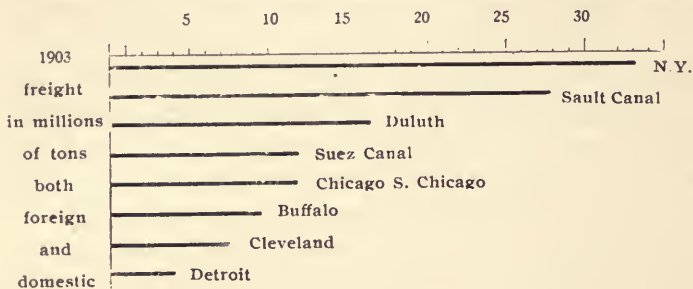 5 10 15 20 25 30
1903
N.Y.
freight
Sault Canal
in millions
Duluth
of tons
Suez Canal
both
Chicago S. Chicago
foreign
Buffalo
and
Cleveland
domestic
Detroit